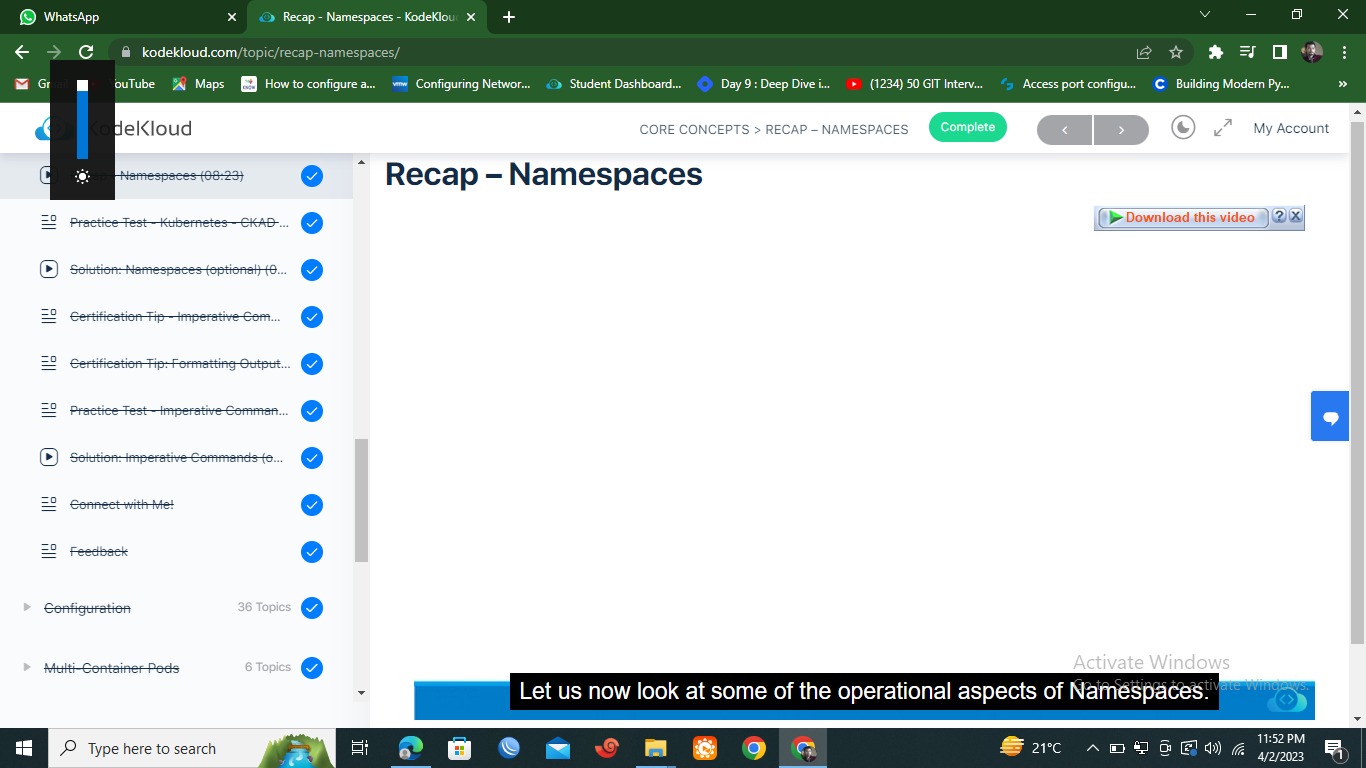 WhatsApp
Recap - Namespaces - KodeKlou
kodekloud.com/topic/recap-namespaces/
YouTube
Maps
How to configure a...
Configuring Networ...
Student Dashboard...
Day 9 : Deep Dive i...
(1234) 50 GIT Interv...
Access port configu...
Building Modern Py...
KodeKloud
CORE CONCEPTS > RECAP – NAMESPACES
Complete
My Account
Namespaces (08:23)
Practice Test - Kubernetes - CKAD ...
Solution: Namespaces (optional) (0...
Certification Tip - Imperative Com...
Certification Tip: Formatting Output...
Practice Test - Imperative Comman...
Solution: Imperative Commands (o...
Connect with Me!
Feedback
Configuration
36 Topics
Multi-Container Pods
6 Topics
Recap – Namespaces
Download this video
Let us now look at some of the operational aspects of Namespaces.
Activate Windows
Go to Settings to activate Windows.
Type here to search
21°C
11:52 PM
4/2/2023
1